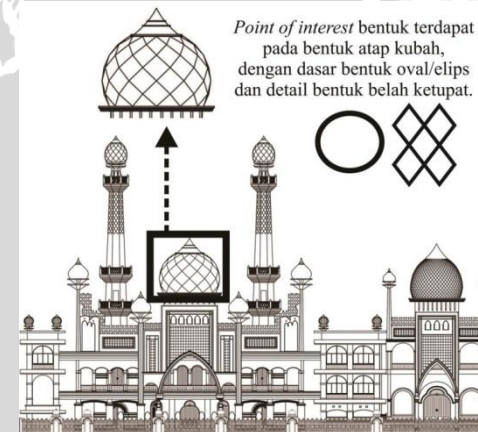 Point of interest bentuk terdapat
pada bentuk atap kubah,
dengan dasar bentuk oval/elips
dan detail bentuk belah ketupat.